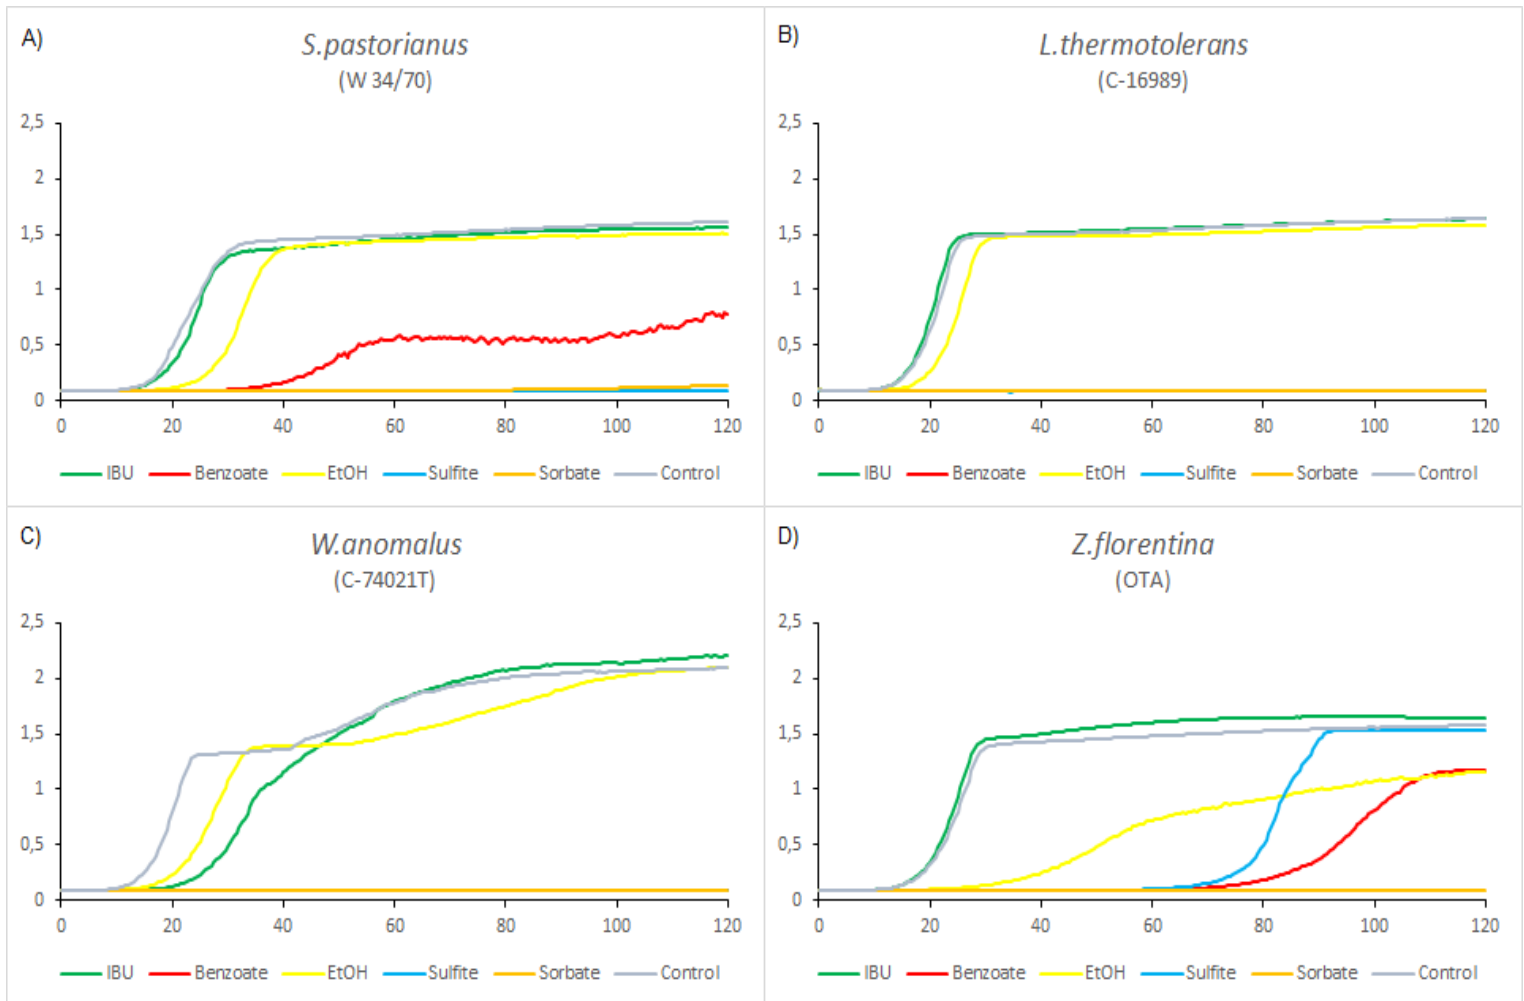 A)
S.pastorianus
(W 34/70)
2,5
2
1,5
1
0,5
0
0 20 40 60 80 100 120
IBU Benzoate EtOH Sulfite Sorbate Control
B)
L.thermotolerans
(C-16989)
2,5
2
1,5
1
0,5
0
0 20 40 60 80 100 120
IBU Benzoate EtOH Sulfite Sorbate Control
C)
W.anomalus
(C-74021T)
2,5
2
1,5
1
0,5
0
0 20 40 60 80 100 120
IBU Benzoate EtOH Sulfite Sorbate Control
D)
Z.florentina
(OTA)
2,5
2
1,5
1
0,5
0
0 20 40 60 80 100 120
IBU Benzoate EtOH Sulfite Sorbate Control